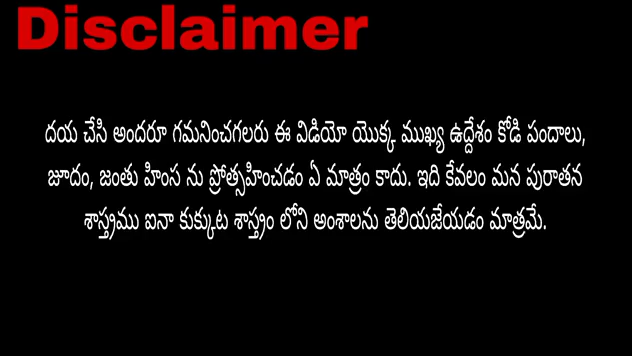 Disclaimer
దయ చేసి అందరూ గమనించగలరు ఈ విడియో యొక్క ముఖ్య ఉద్దేశం కోడి పందాలు,
జూదం, జంతు హింస ను ప్రోత్సహించడం ఏ మాత్రం కాదు. ఇది కేవలం మన పురాతన
శాస్త్రము ఐనా కుక్కుట శాస్త్రం లోని అంశాలను తెలియజేయడం మాత్రమే.